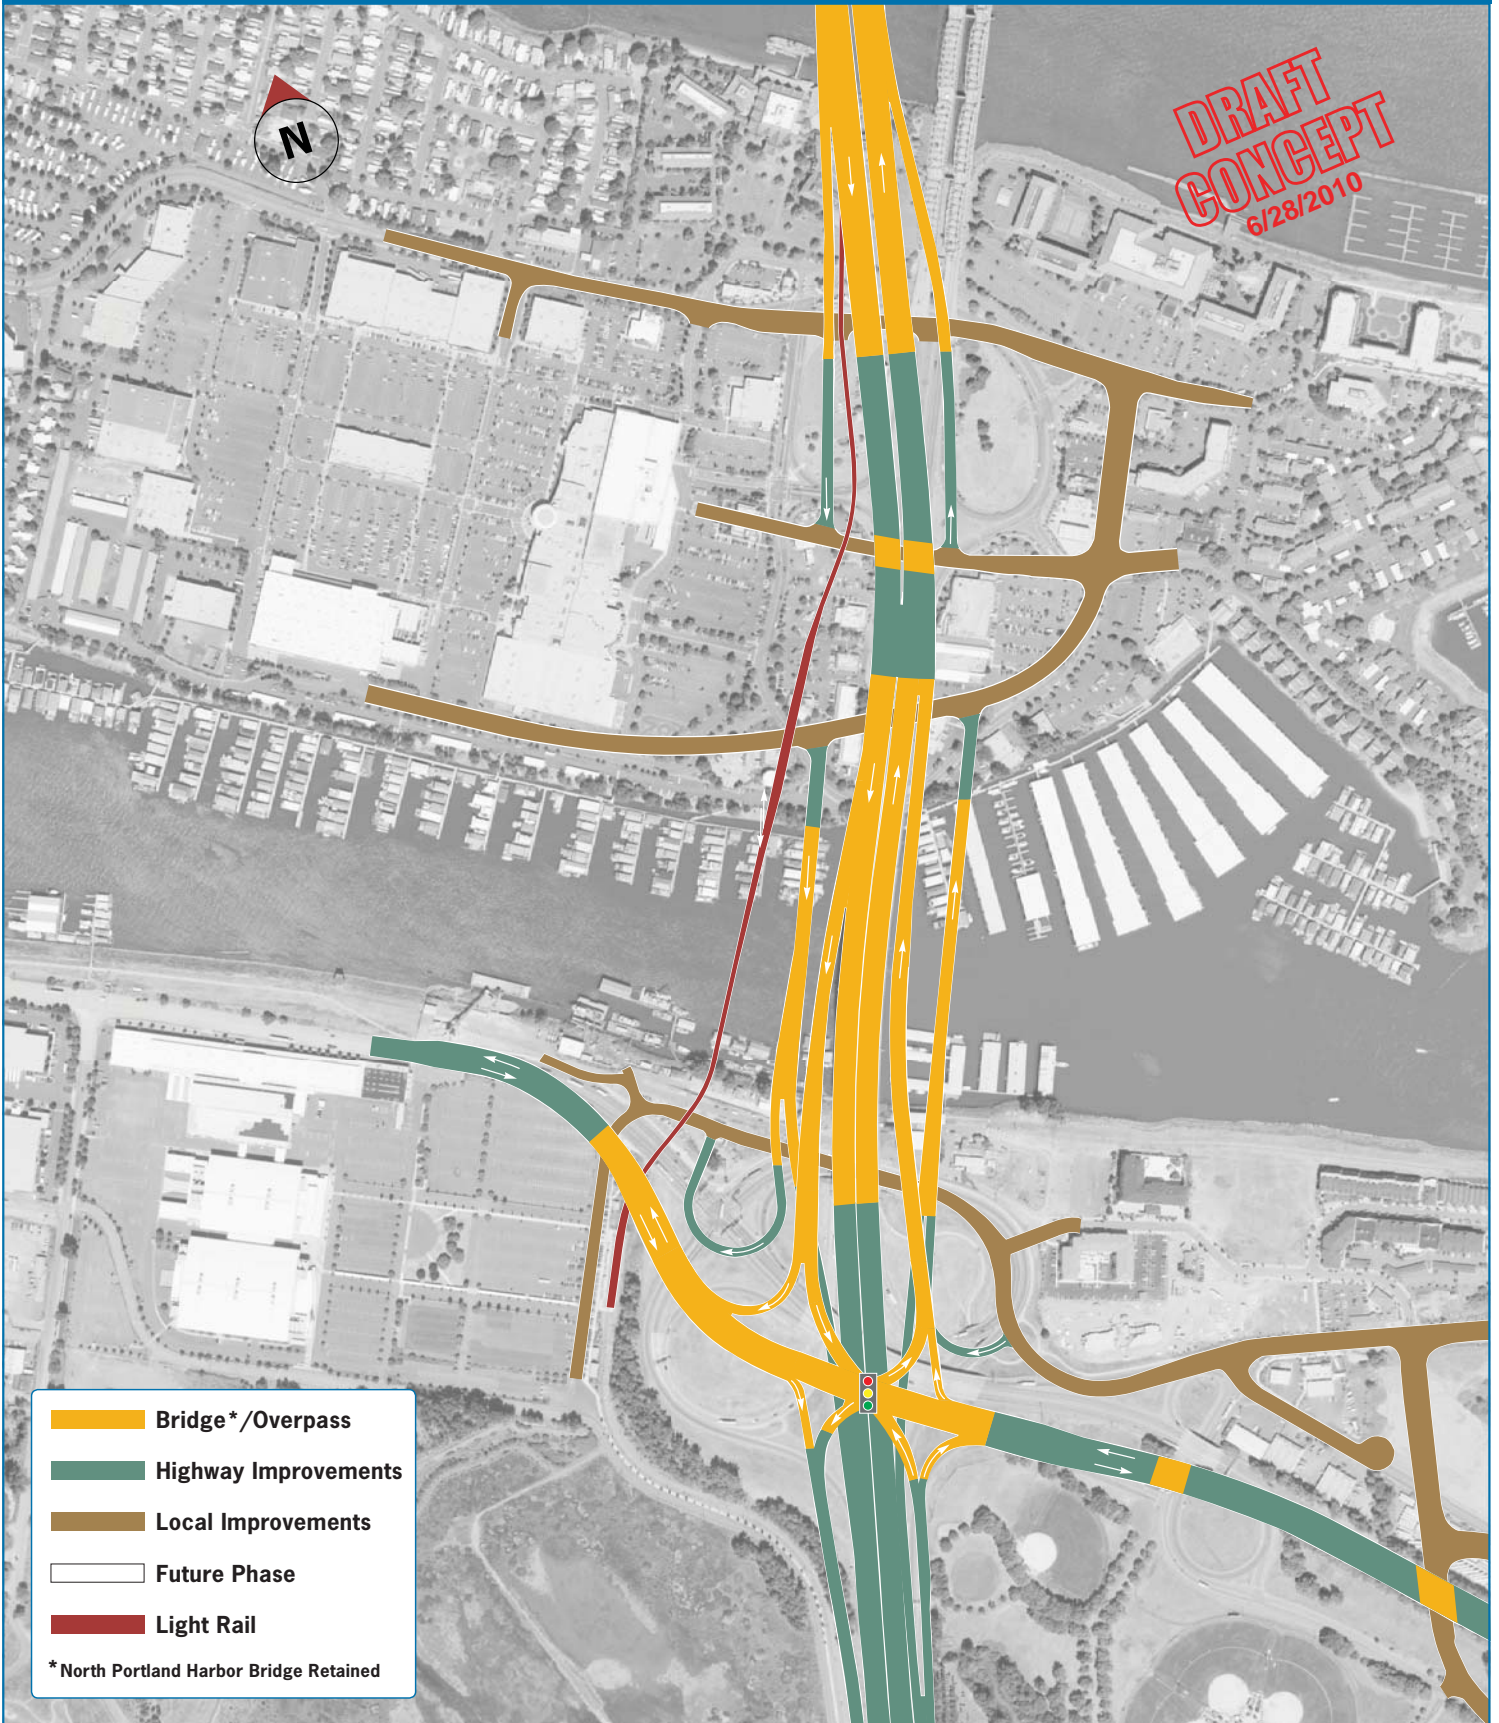 N
DRAFT
CONCEPT
6/28/2010
Bridge*/Overpass
Highway Improvements
Local Improvements
Future Phase
Light Rail
*North Portland Harbor Bridge Retained